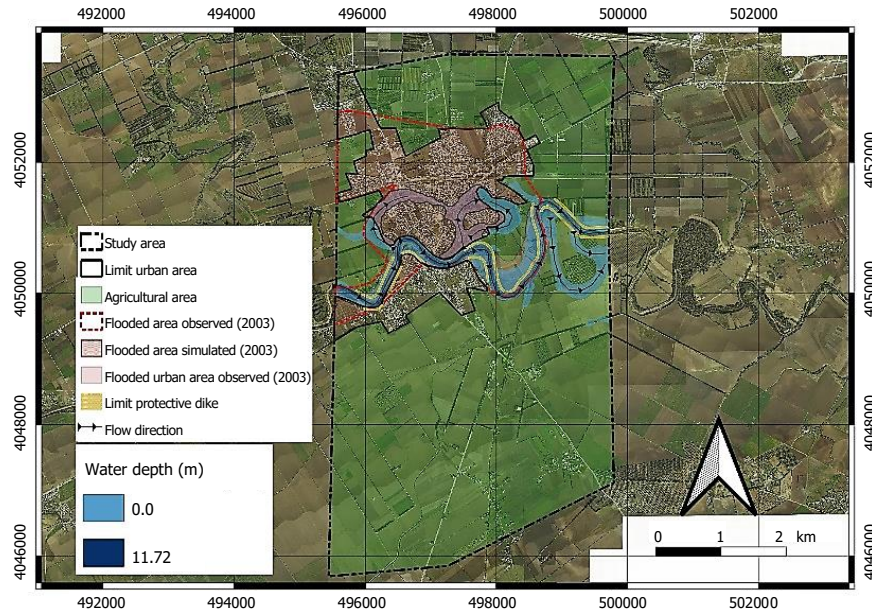 492000 494000 496000 498000 500000 502000
4052000
4052000
4050000
4050000
4048000
4048000
4046000
4046000
Study area
Limit urban area
Agricultural area
Flooded area observed (2003)
Flooded area simulated (2003)
Flooded urban area observed (2003)
Limit protective dike
Flow direction
Water depth (m)
0.0
11.72
0 1 2 km
492000 494000 496000 498000 500000 502000